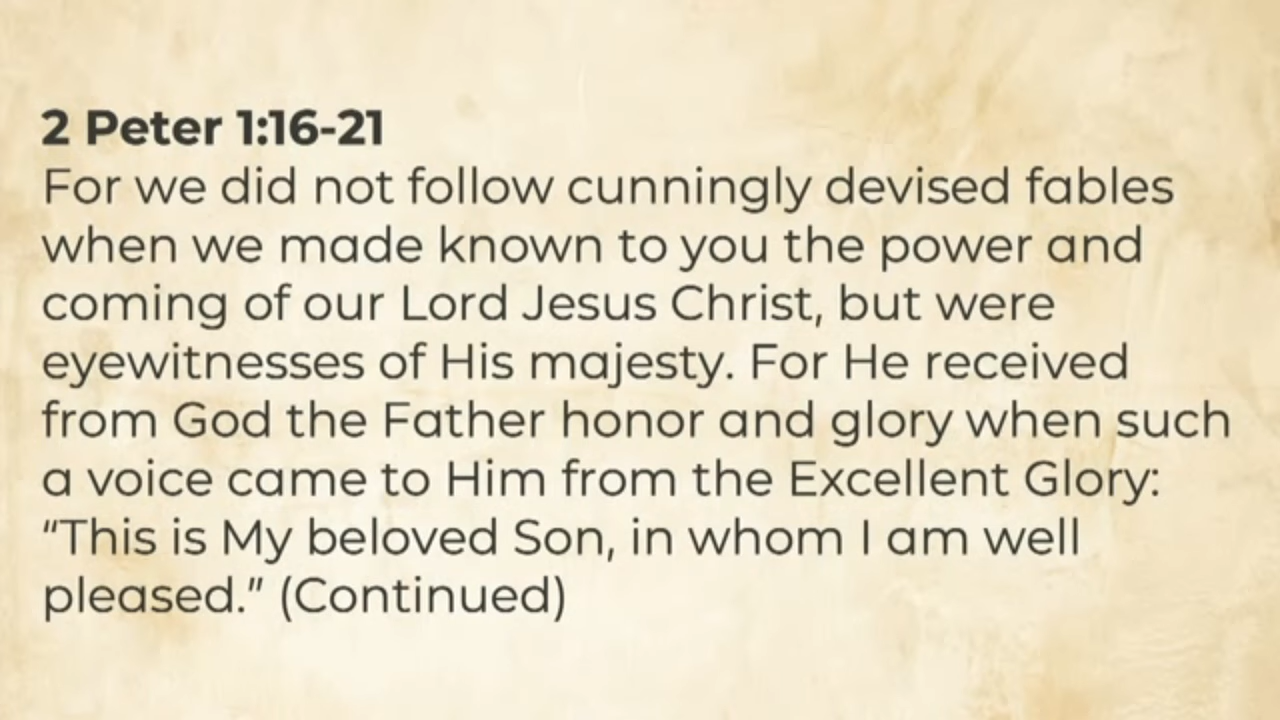 2 Peter 1:16-21
For we did not follow cunningly devised fables
when we made known to you the power and
coming of our Lord Jesus Christ, but were
eyewitnesses of His majesty. For He received
from God the Father honor and glory when such
a voice came to Him from the Excellent Glory:
“This is My beloved Son, in whom I am well
pleased.” (Continued)